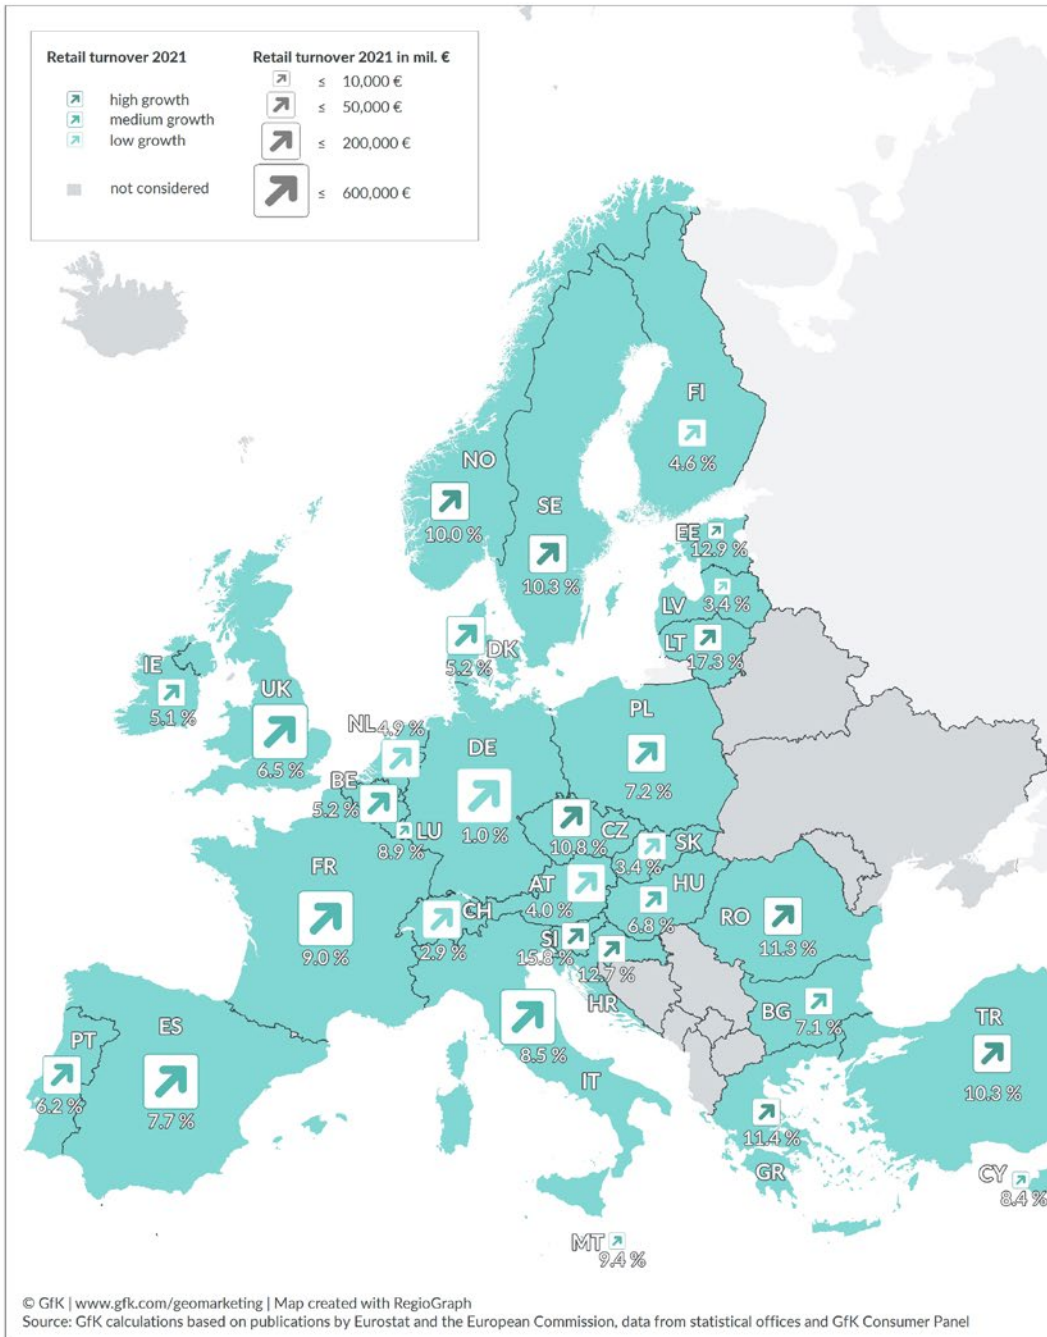 Retail turnover 2021
high growth
medium growth
low growth
not considered
Retail turnover 2021 in mil. €
≤ 10,000 €
≤ 50,000 €
≤ 200,000 €
≤ 600,000 €
FI
4.6 %
NO
10.0 %
SE
10.3 %
EE
12.9 %
LV
3.4 %
LT
17.3 %
DK
5.2 %
IE
5.1 %
UK
6.5 %
NL
4.9 %
DE
1.0 %
PL
7.2 %
BE
5.2 %
LU
8.9 %
CZ
10.8 %
SK
3.4 %
FR
9.0 %
AT
4.0 %
HU
6.8 %
CH
2.9 %
RO
11.3 %
SI
15.8 %
12.7 %
HR
BG
7.1 %
TR
10.3 %
PT
6.2 %
ES
7.7 %
8.5 %
IT
11.4 %
GR
CY
8.4 %
MT
9.4 %
© GfK | www.gfk.com/geomarketing | Map created with RegioGraph
Source: GfK calculations based on publications by Eurostat and the European Commission, data from statistical offices and GfK Consumer Panel